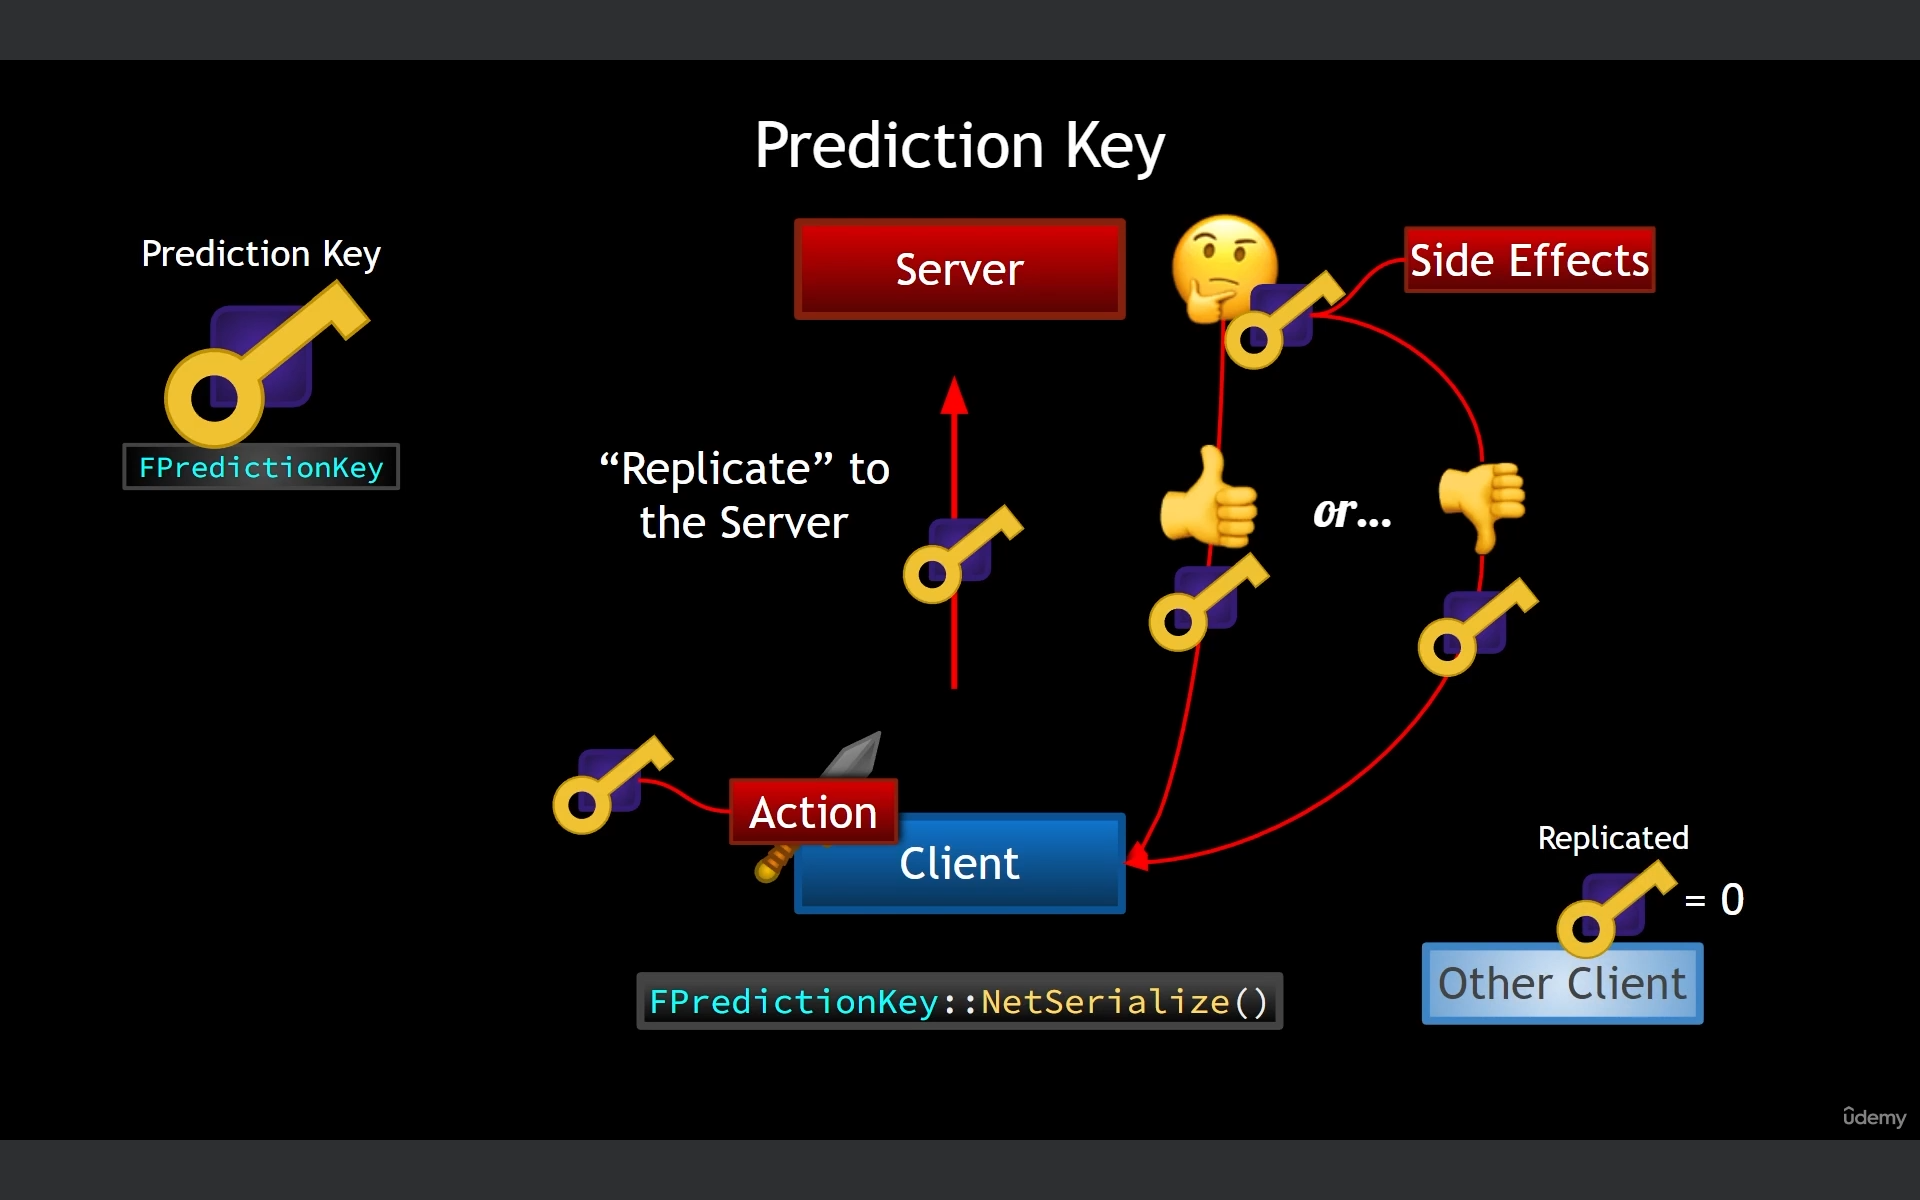 Prediction Key
Prediction Key
FPredictionKey
Server
Side Effects
“Replicate” to
the Server
or...
Action
Client
Replicated
= 0
Other Client
FPredictionKey::NetSerialize()
ûdemy